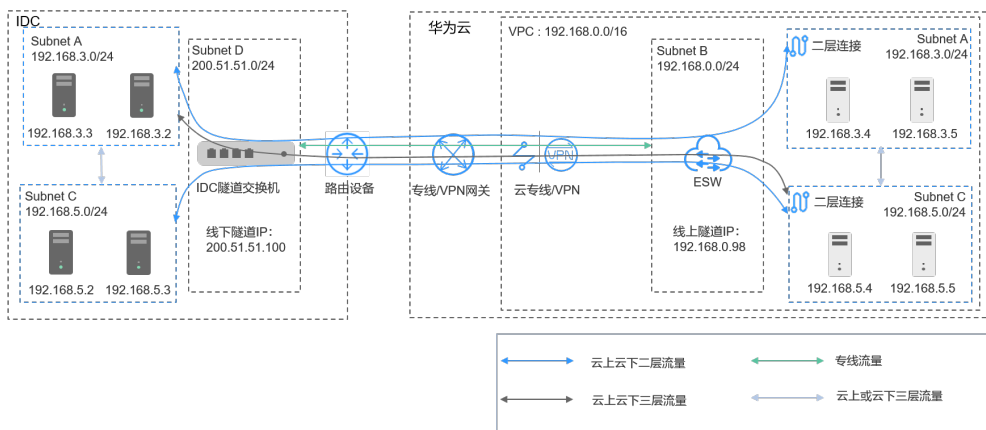 IDC
Subnet A
192.168.3.0/24
192.168.3.3
192.168.3.2
Subnet C
192.168.5.0/24
192.168.5.2
192.168.5.3
Subnet D
200.51.51.0/24
IDC隧道交换机
线下隧道IP：
200.51.51.100
路由设备
华为云
专线/VPN网关
VPC : 192.168.0.0/16
VPN
云专线/VPN
Subnet B
192.168.0.0/24
ESW
线上隧道IP：
192.168.0.98
二层连接
Subnet A
192.168.3.0/24
192.168.3.4
192.168.3.5
二层连接
Subnet C
192.168.5.0/24
192.168.5.4
192.168.5.5
云上云下二层流量
专线流量
云上云下三层流量
云上或云下三层流量